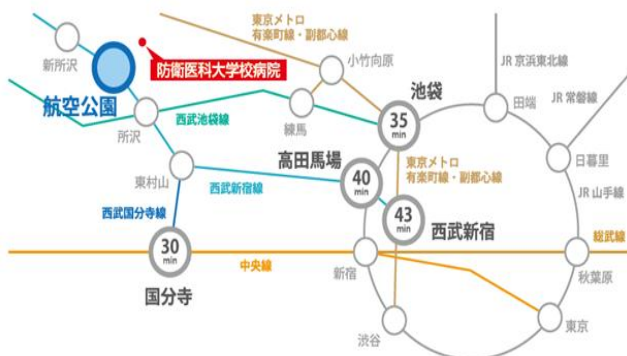 東京メトロ
有楽町線・副都心線
新所沢
防衛医科大学校病院
小竹向原
JR 京浜東北線
航空公園
池袋
JR 常磐線
所沢
西武池袋線
練馬
35
min
田端
高田馬場
東京メトロ
有楽町線・副都心線
日暮里
東村山
西武新宿線
40
min
JR 山手線
西武国分寺線
43
min
西武新宿
総武線
30
min
中央線
新宿
秋葉原
国分寺
渋谷
東京